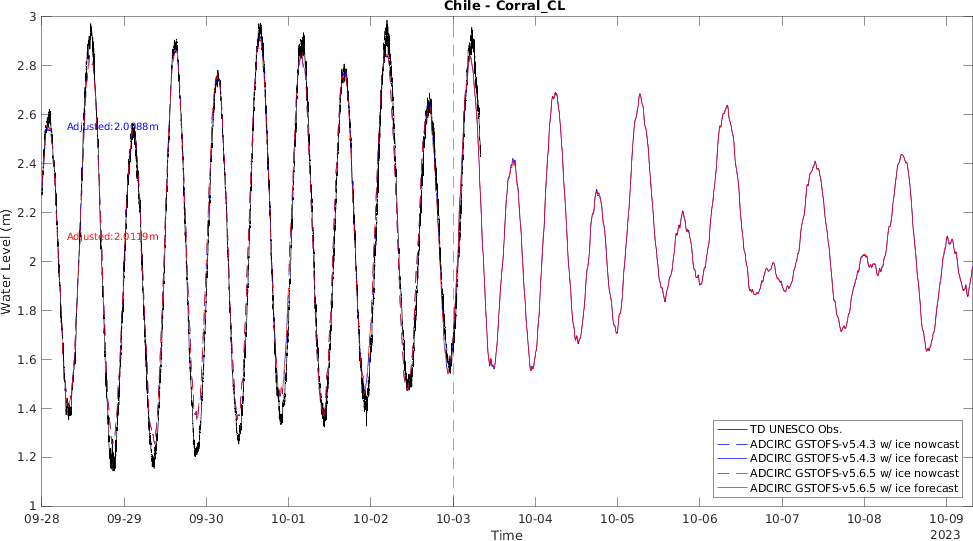 Chile - Corral_CL
3
2.8
2.6
2.4
2.2
2
1.8
1.6
1.4
1.2
1
Water Level (m)
Adjusted:2.0088m
Adjusted:2.0119m
TD UNESCO Obs.
ADCIRC GSTOFS-v5.4.3 w/ ice nowcast
ADCIRC GSTOFS-v5.4.3 w/ ice forecast
ADCIRC GSTOFS-v5.6.5 w/ ice nowcast
ADCIRC GSTOFS-v5.6.5 w/ ice forecast
09-28 09-29 09-30 10-01 10-02 10-03 10-04 10-05 10-06 10-07 10-08 10-09
2023
Time